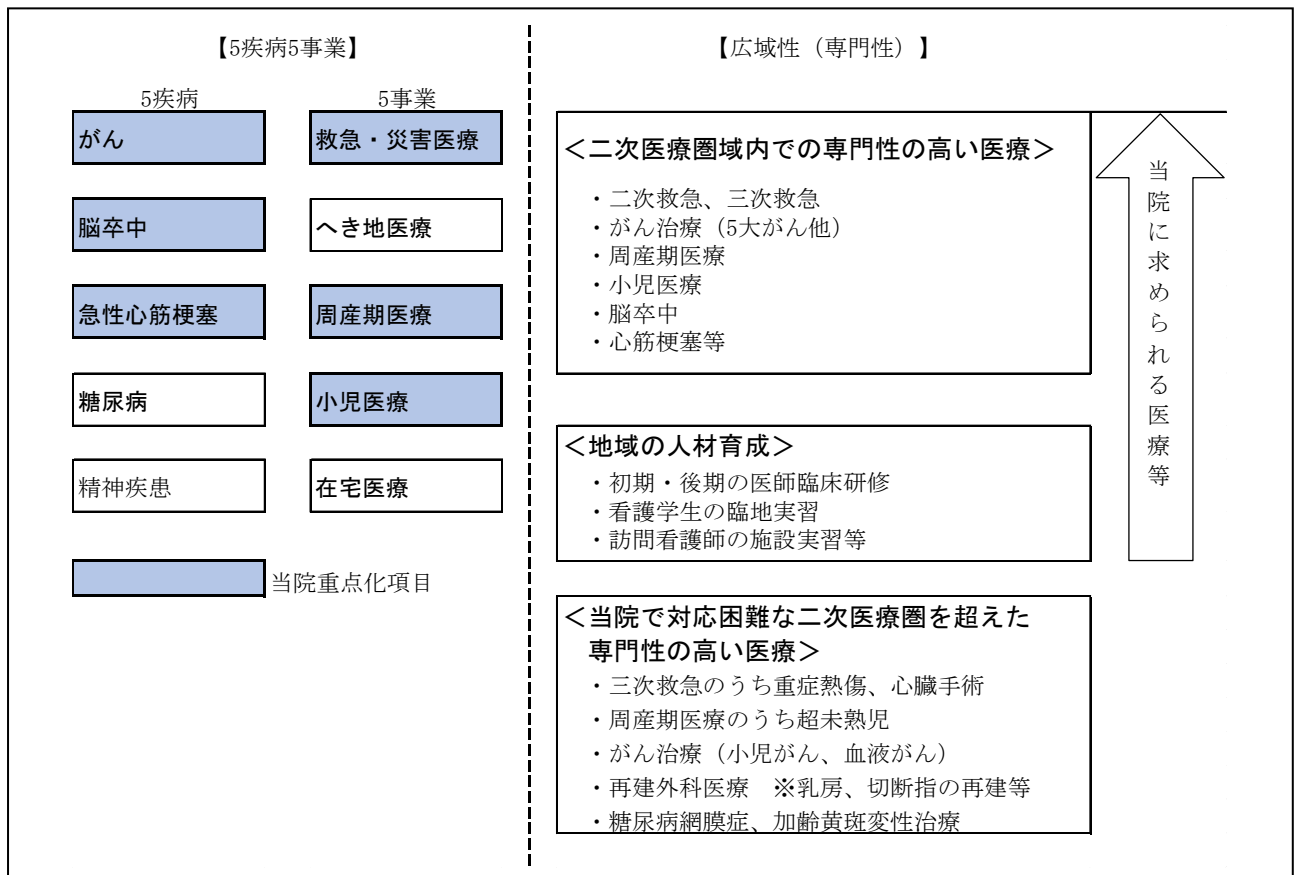 【5疾病5事業】
5疾病
5事業
がん
救急・災害医療
脳卒中
へき地医療
急性心筋梗塞
周産期医療
糖尿病
小児医療
精神疾患
在宅医療
当院重点化項目
【広域性（専門性）】
＜二次医療圏域内での専門性の高い医療＞
・二次救急、三次救急
・がん治療（5大がん他）
・周産期医療
・小児医療
・脳卒中
・心筋梗塞等
＜地域の人材育成＞
・初期・後期の医師臨床研修
・看護学生の臨地実習
・訪問看護師の施設実習等
＜当院で対応困難な二次医療圏を超えた
専門性の高い医療＞
・三次救急のうち重症熱傷、心臓手術
・周産期医療のうち超未熟児
・がん治療（小児がん、血液がん）
・再建外科医療　※乳房、切断指の再建等
・糖尿病網膜症、加齢黄斑変性治療
当院に求められる医療等